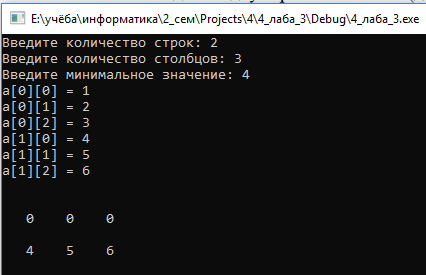 E:\учёба\информатика\2_сем\Projects\4\4_лаба_3\Debug\4_лаба_3.exe
Введите количество строк: 2
Введите количество столбцов: 3
Введите минимальное значение: 4
a[0][0] = 1
a[0][1] = 2
a[0][2] = 3
a[1][0] = 4
a[1][1] = 5
a[1][2] = 6
0 0 0
4 5 6